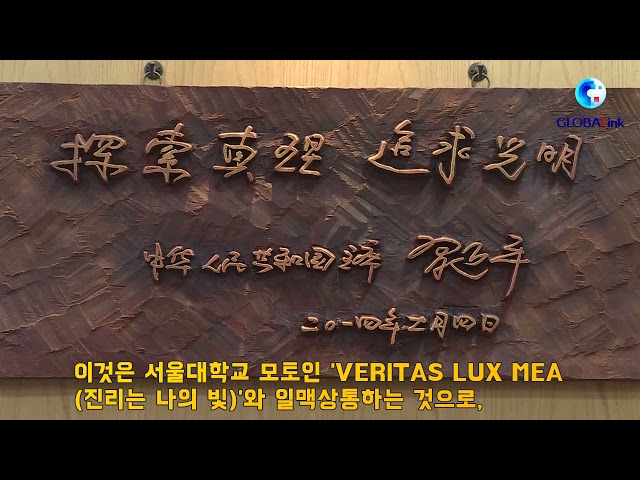 GLOBALink
探索真理 追求光明
中华人民共和国主席 习近平
二〇一四年七月四日
이것은 서울대학교 모토인 'VERITAS LUX MEA
(진리는 나의 빛)'와 일맥상통하는 것으로,